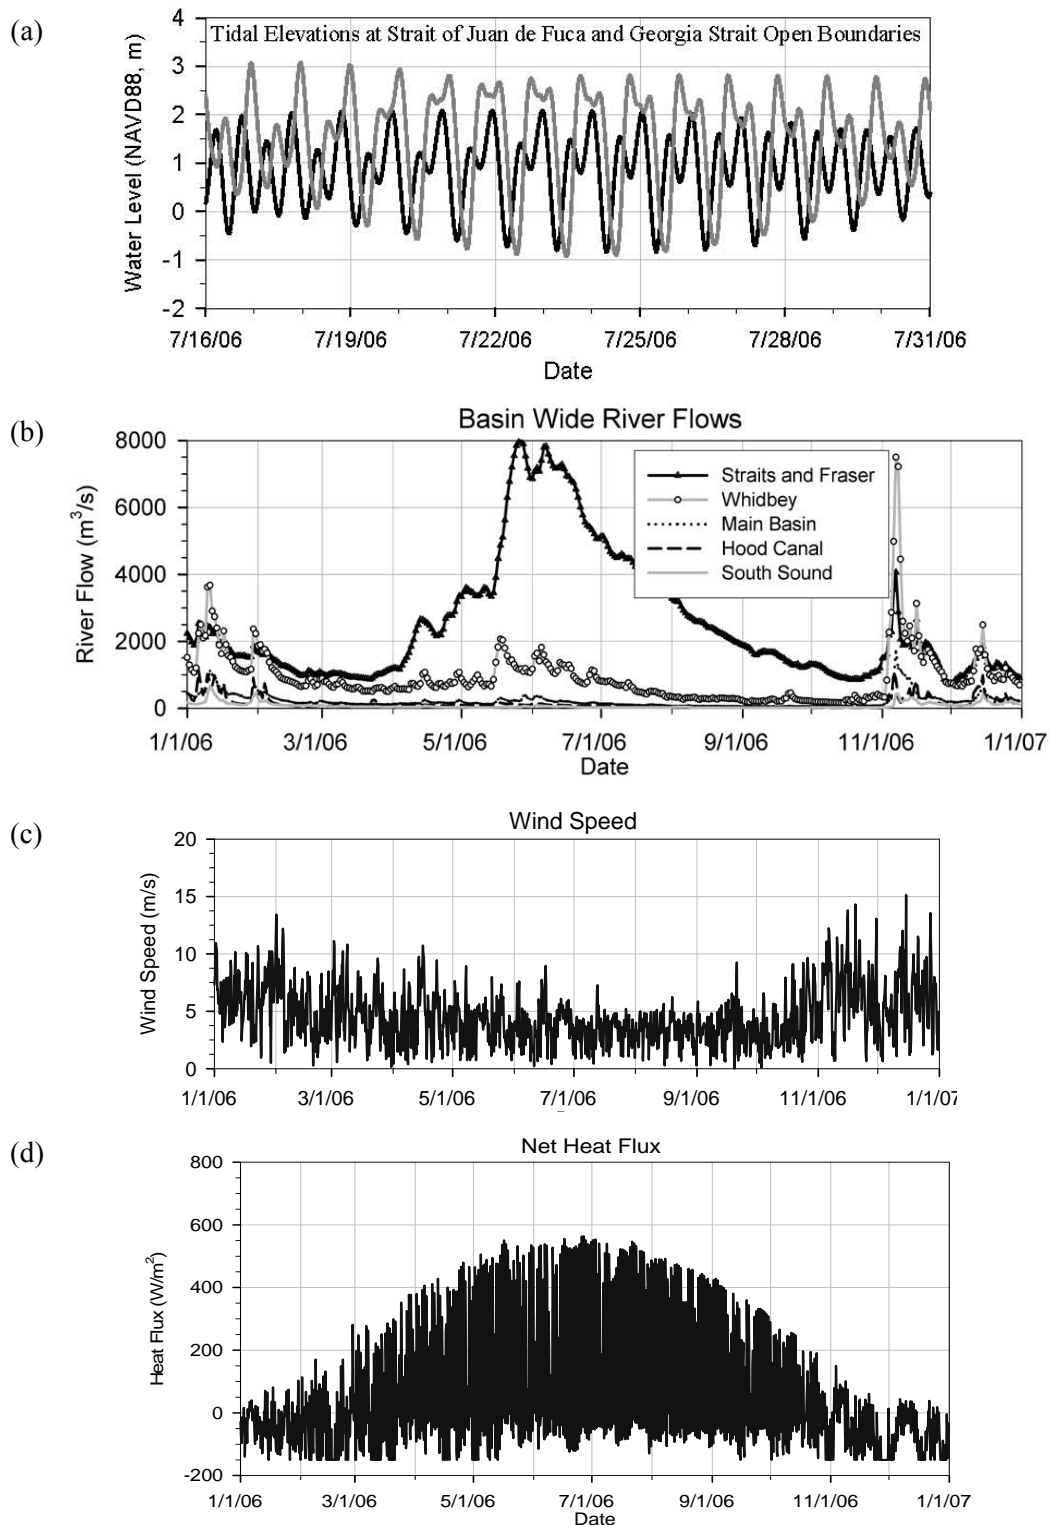 (a)
Tidal Elevations at Strait of Juan de Fuca and Georgia Strait Open Boundaries
Water Level (NAVD88, m)
4
3
2
1
0
-1
-2
7/16/06 7/19/06 7/22/06 7/25/06 7/28/06 7/31/06
Date
(b)
Basin Wide River Flows
River Flow (m³/s)
8000
6000
4000
2000
0
Straits and Fraser
Whidbey
Main Basin
Hood Canal
South Sound
1/1/06 3/1/06 5/1/06 7/1/06 9/1/06 11/1/06 1/1/07
Date
(c)
Wind Speed
Wind Speed (m/s)
20
15
10
5
0
1/1/06 3/1/06 5/1/06 7/1/06 9/1/06 11/1/06 1/1/07
(d)
Net Heat Flux
Heat Flux (W/m²)
800
600
400
200
0
-200
1/1/06 3/1/06 5/1/06 7/1/06 9/1/06 11/1/06 1/1/07
Date